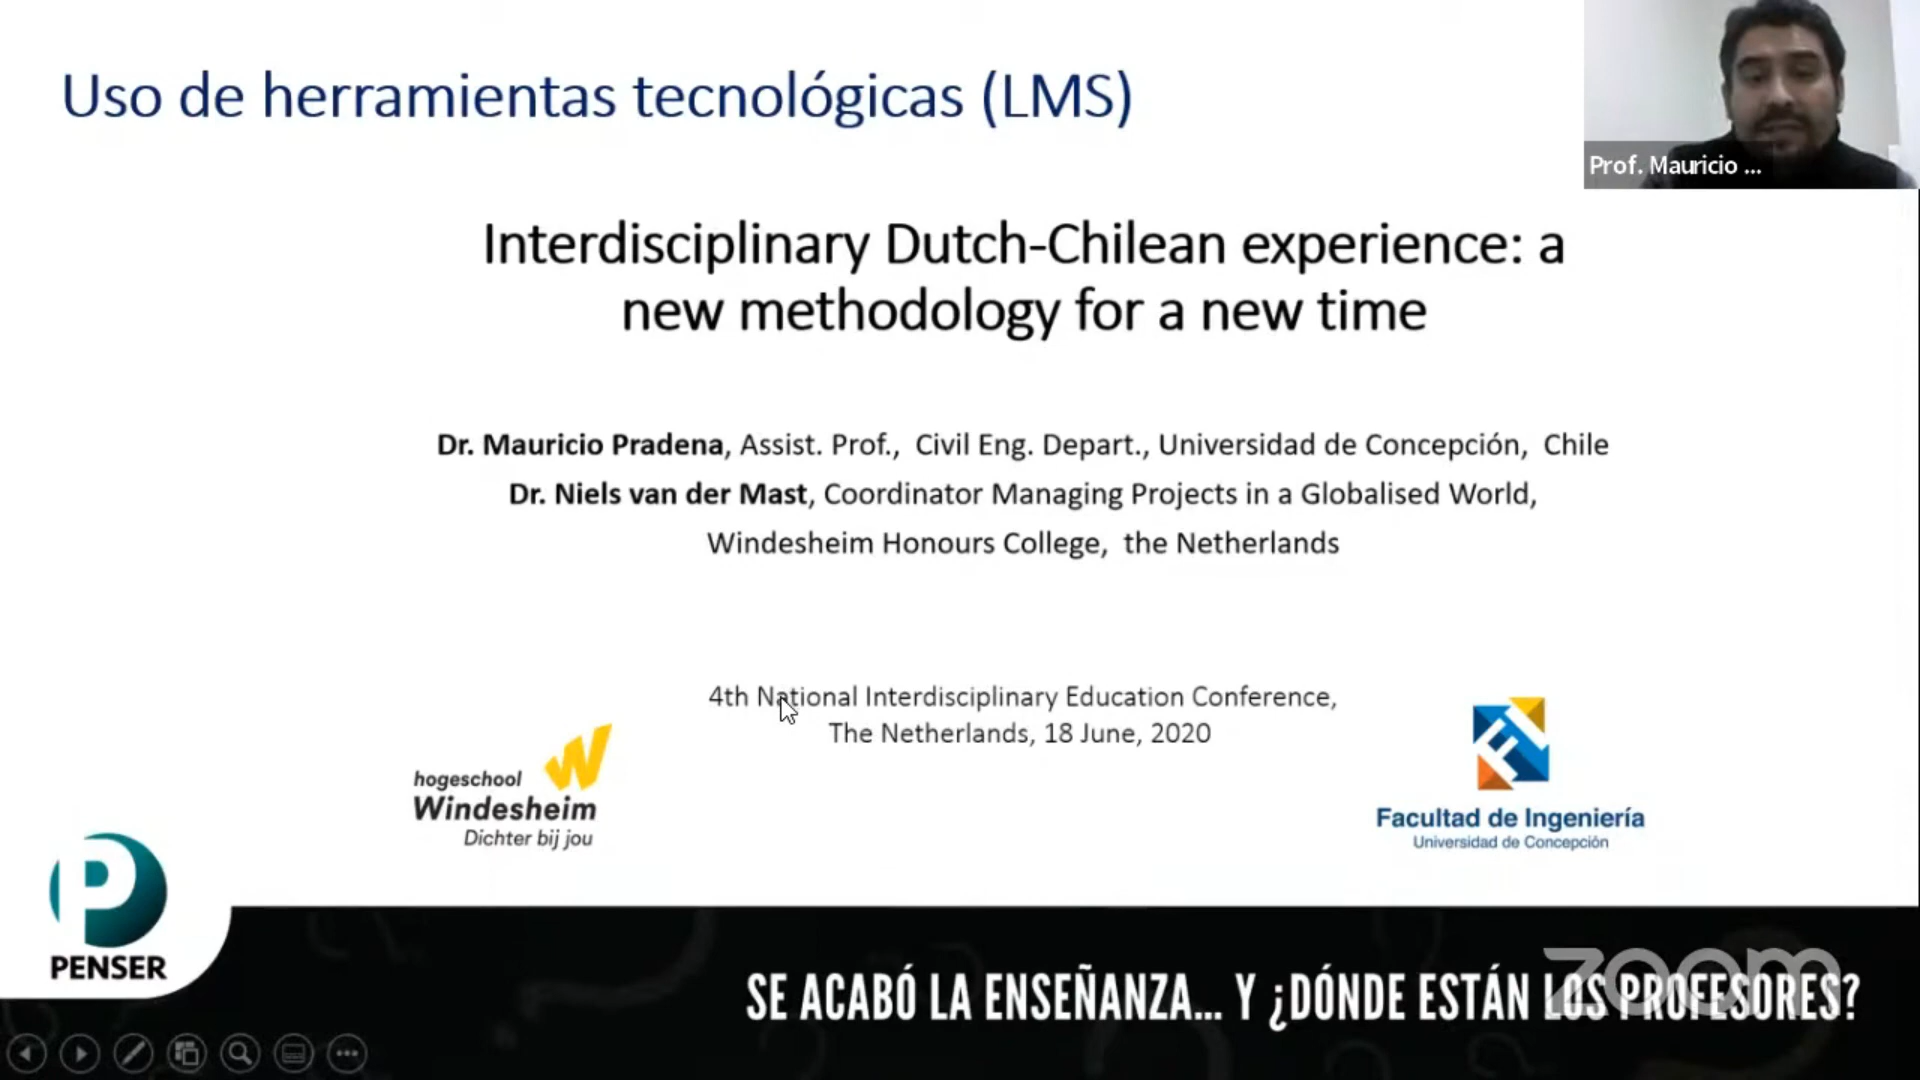 Uso de herramientas tecnológicas (LMS)
Prof. Mauricio ...
Interdisciplinary Dutch-Chilean experience: a
new methodology for a new time
Dr. Mauricio Pradena, Assist. Prof., Civil Eng. Depart., Universidad de Concepción, Chile
Dr. Niels van der Mast, Coordinator Managing Projects in a Globalised World,
Windesheim Honours College, the Netherlands
4th National Interdisciplinary Education Conference,
The Netherlands, 18 June, 2020
hogeschool
Windesheim
Dichter bij jou
Facultad de Ingeniería
Universidad de Concepción
P
PENSER
SE ACABÓ LA ENSEÑANZA... Y ¿DÓNDE ESTÁN LOS PROFESORES?
zoom